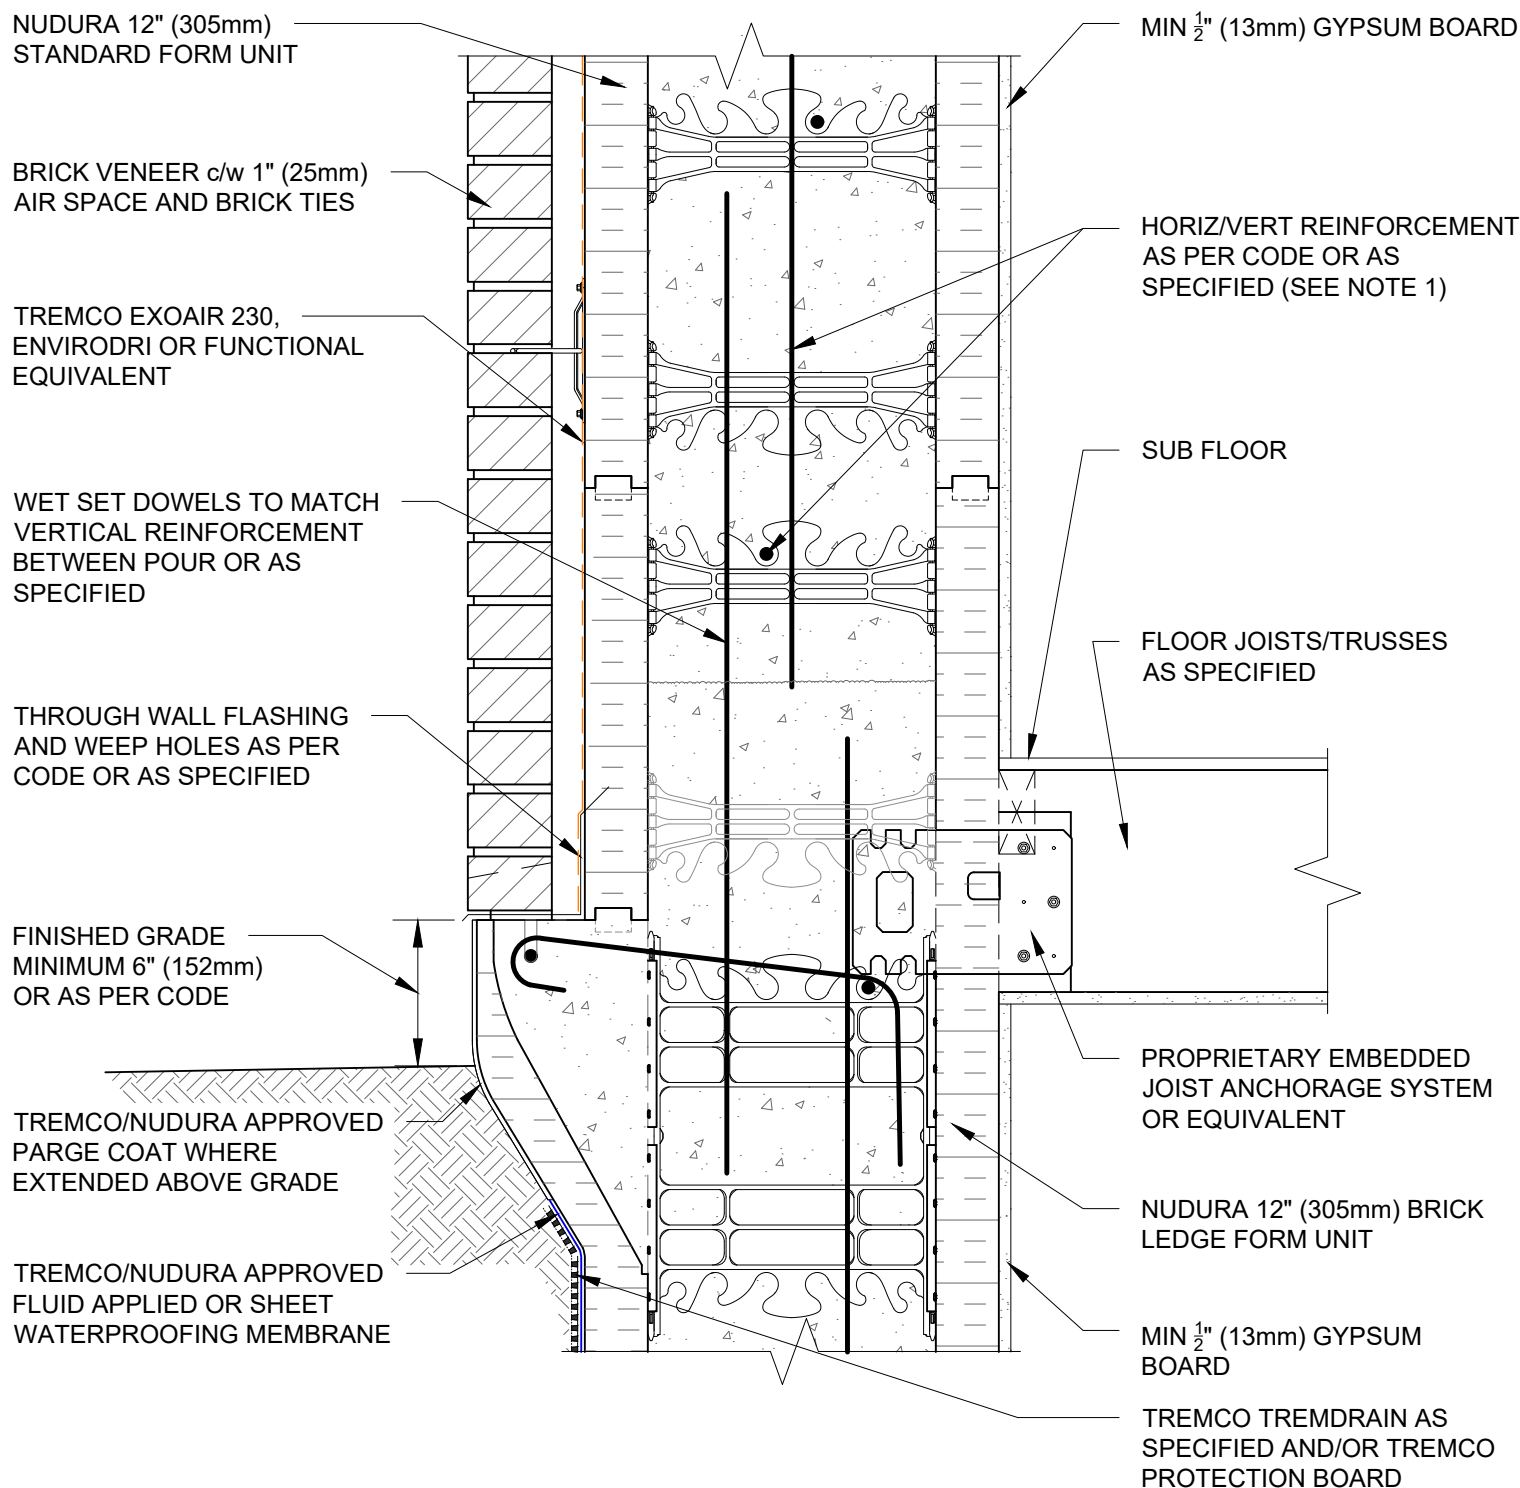 NUDURA 12" (305mm)
STANDARD FORM UNIT
BRICK VENEER c/w 1" (25mm)
AIR SPACE AND BRICK TIES
TREMCO EXOAIR 230,
ENVIRODRI OR FUNCTIONAL
EQUIVALENT
WET SET DOWELS TO MATCH
VERTICAL REINFORCEMENT
BETWEEN POUR OR AS
SPECIFIED
THROUGH WALL FLASHING
AND WEEP HOLES AS PER
CODE OR AS SPECIFIED
FINISHED GRADE
MINIMUM 6" (152mm)
OR AS PER CODE
TREMCO/NUDURA APPROVED
PARGE COAT WHERE
EXTENDED ABOVE GRADE
TREMCO/NUDURA APPROVED
FLUID APPLIED OR SHEET
WATERPROOFING MEMBRANE
MIN 1/2" (13mm) GYPSUM BOARD
HORIZ/VERT REINFORCEMENT
AS PER CODE OR AS
SPECIFIED (SEE NOTE 1)
SUB FLOOR
FLOOR JOISTS/TRUSSES
AS SPECIFIED
PROPRIETARY EMBEDDED
JOIST ANCHORAGE SYSTEM
OR EQUIVALENT
NUDURA 12" (305mm) BRICK
LEDGE FORM UNIT
MIN 1/2" (13mm) GYPSUM
BOARD
TREMCO TREMDRAIN AS
SPECIFIED AND/OR TREMCO
PROTECTION BOARD